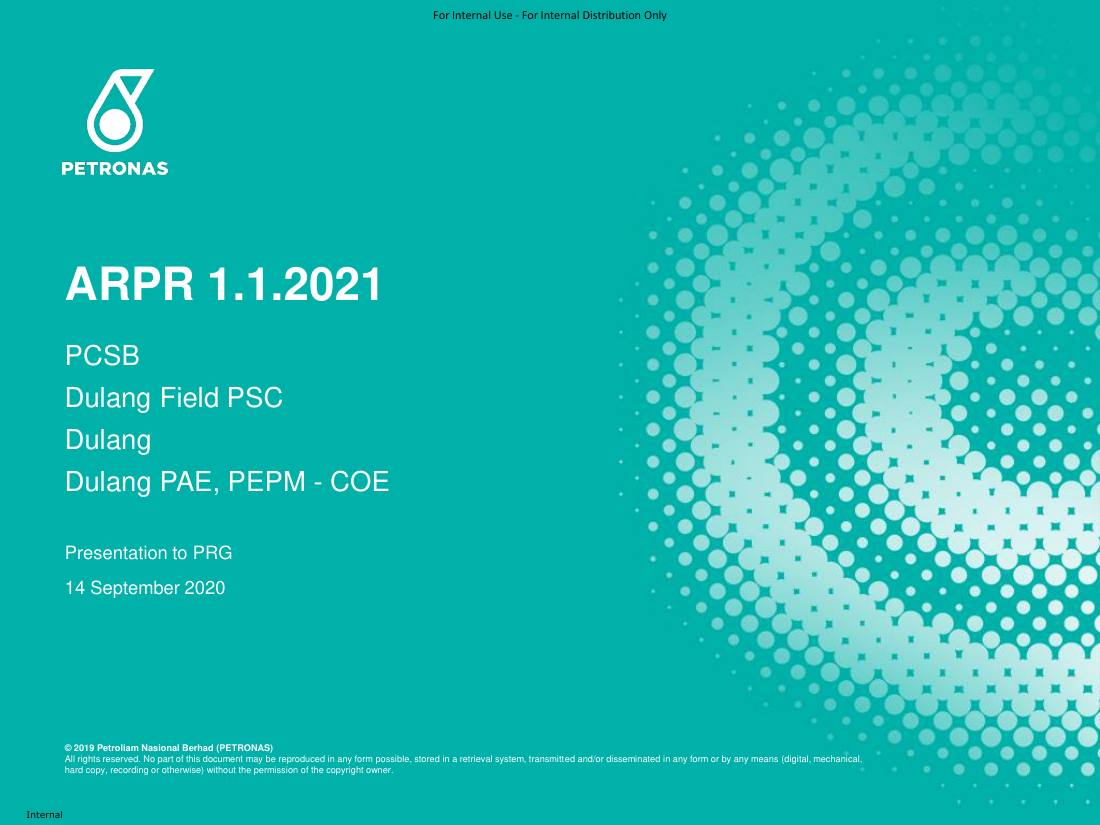 For Internal Use - For Internal Distribution Only
PETRONAS
ARPR 1.1.2021
PCSB
Dulang Field PSC
Dulang
Dulang PAE, PEPM - COE
Presentation to PRG
14 September 2020
© 2019 Petroliam Nasional Berhad (PETRONAS)
All rights reserved. No part of this document may be reproduced in any form possible, stored in a retrieval system, transmitted and/or disseminated in any form or by any means (digital, mechanical,
hard copy, recording or otherwise) without the permission of the copyright owner.
Internal